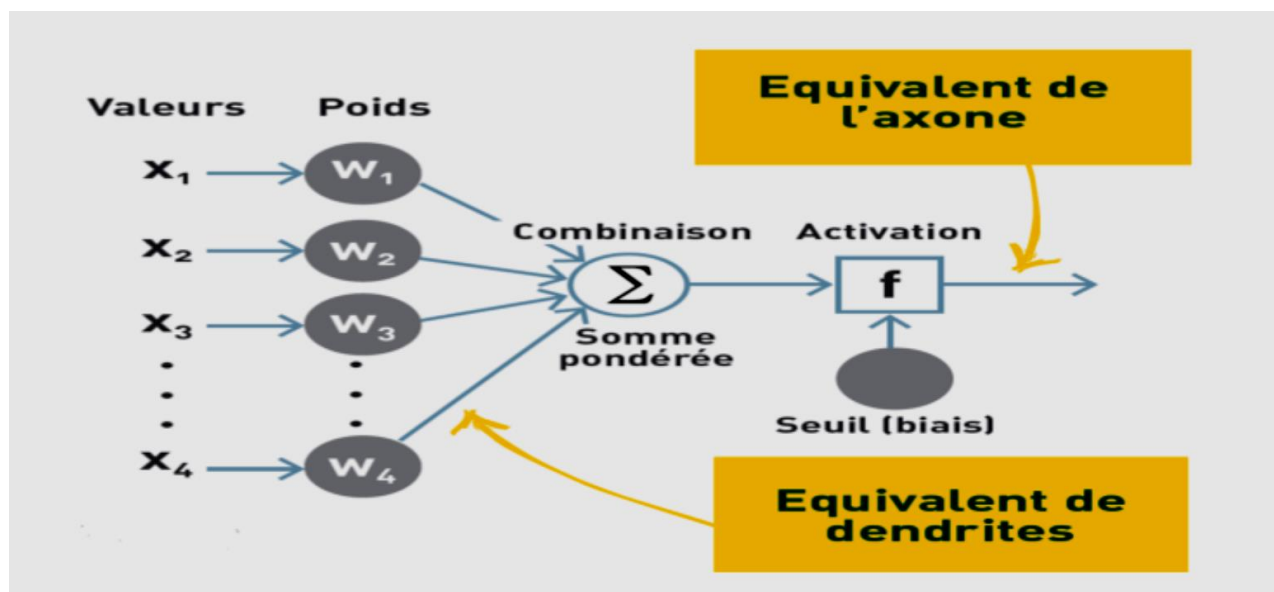 Equivalent de
l'axone
Valeurs Poids
x₁ w₁
Combinaison Activation
x₂ w₂
Σ f
x₃ w₃
Somme
pondérée
Seuil (biais)
x₄ w₄
Equivalent de
dendrites